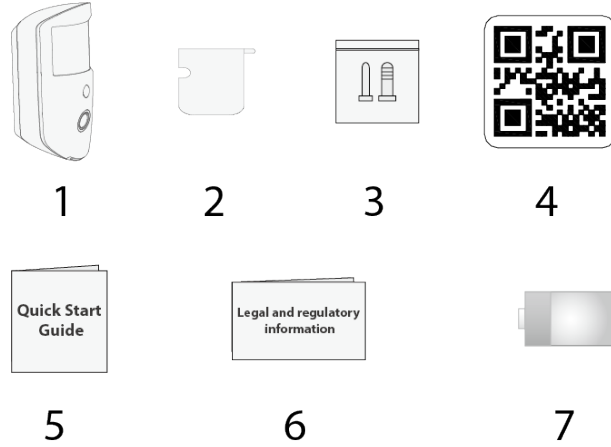 1
2
3
4
Quick Start
Guide
Legal and regulatory
information
5
6
7